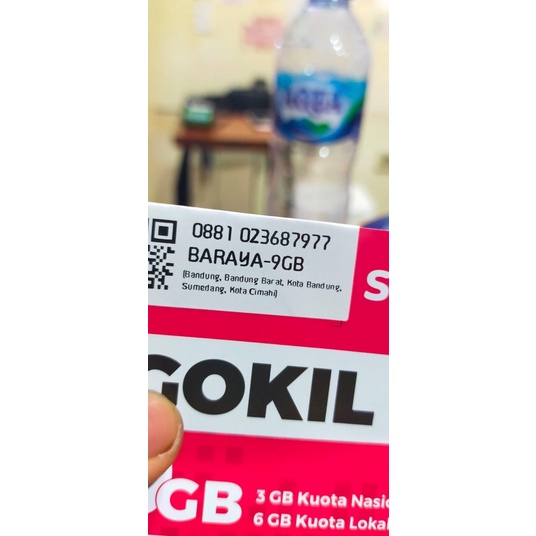 AQUA
0881 023687977
BARAYA-9GB
(Bandung, Bandung Barat, Kota Bandung,
Sumedang, Kota Cimahi)
S
GOKIL
GB
3 GB Kuota Nasio
6 GB Kuota Lokal